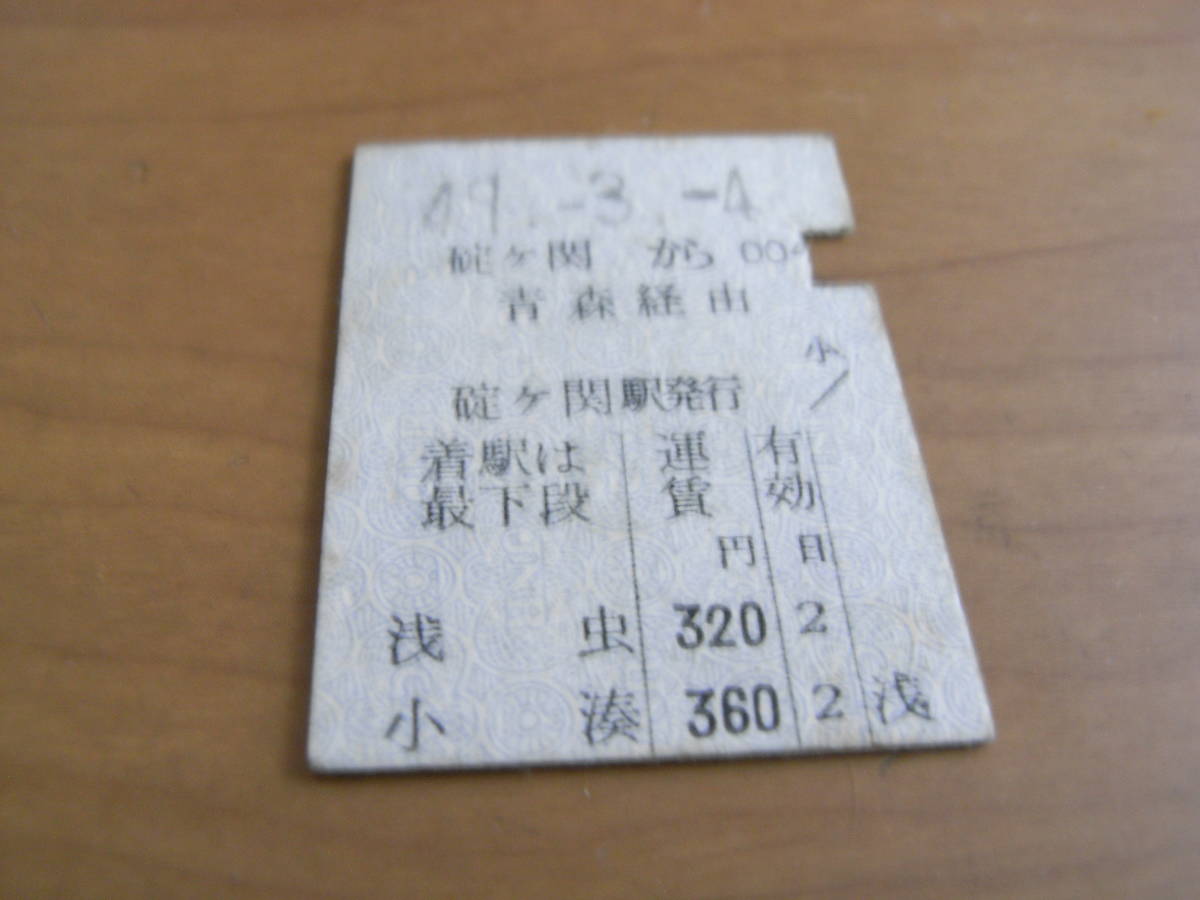 49.-3.-4
碇ヶ関 から 004
青森経由
小
碇ヶ関駅発行
着駅は 運 有
最下段 賃 効
円 日
浅虫 320 2
小湊 360 2 浅